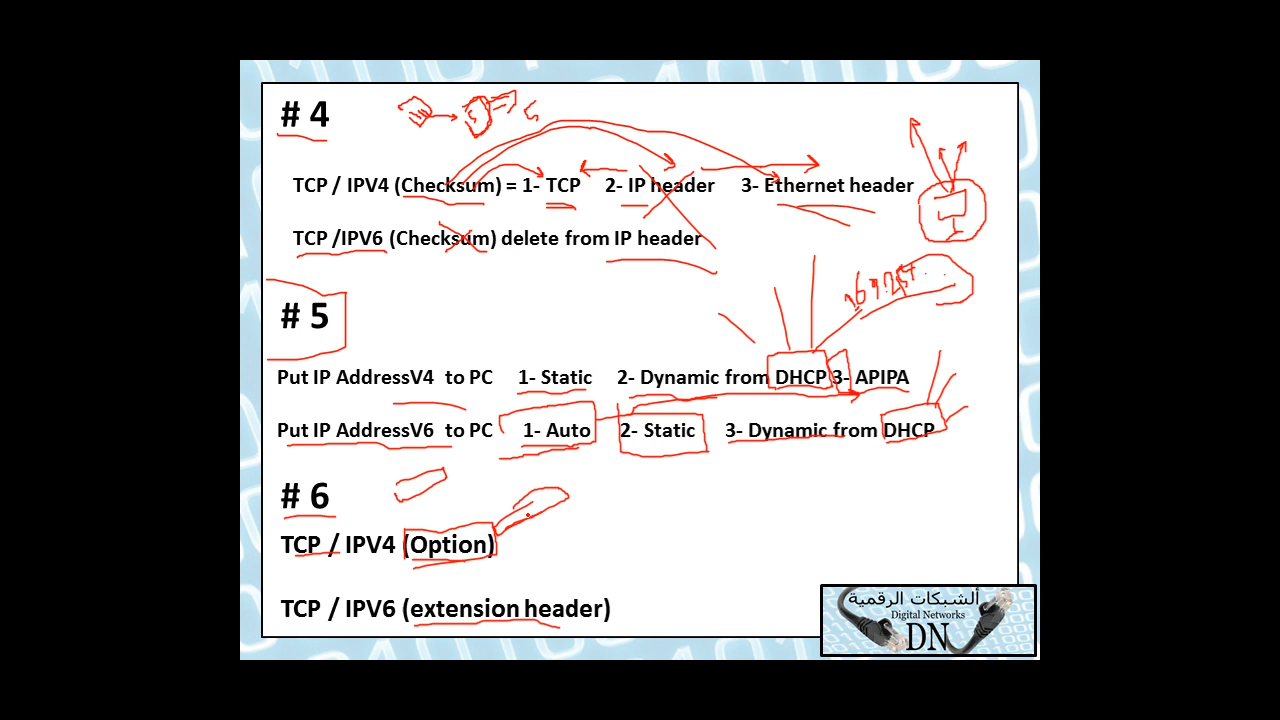 # 4
TCP / IPV4 (Checksum) = 1- TCP 2- IP header 3- Ethernet header
TCP /IPV6 (Checksum) delete from IP header
# 5
Put IP AddressV4 to PC 1- Static 2- Dynamic from DHCP 3- APIPA
Put IP AddressV6 to PC 1- Auto 2- Static 3- Dynamic from DHCP
# 6
TCP / IPV4 (Option)
TCP / IPV6 (extension header)
ألشبكات الرقمية
Digital Networks
DN